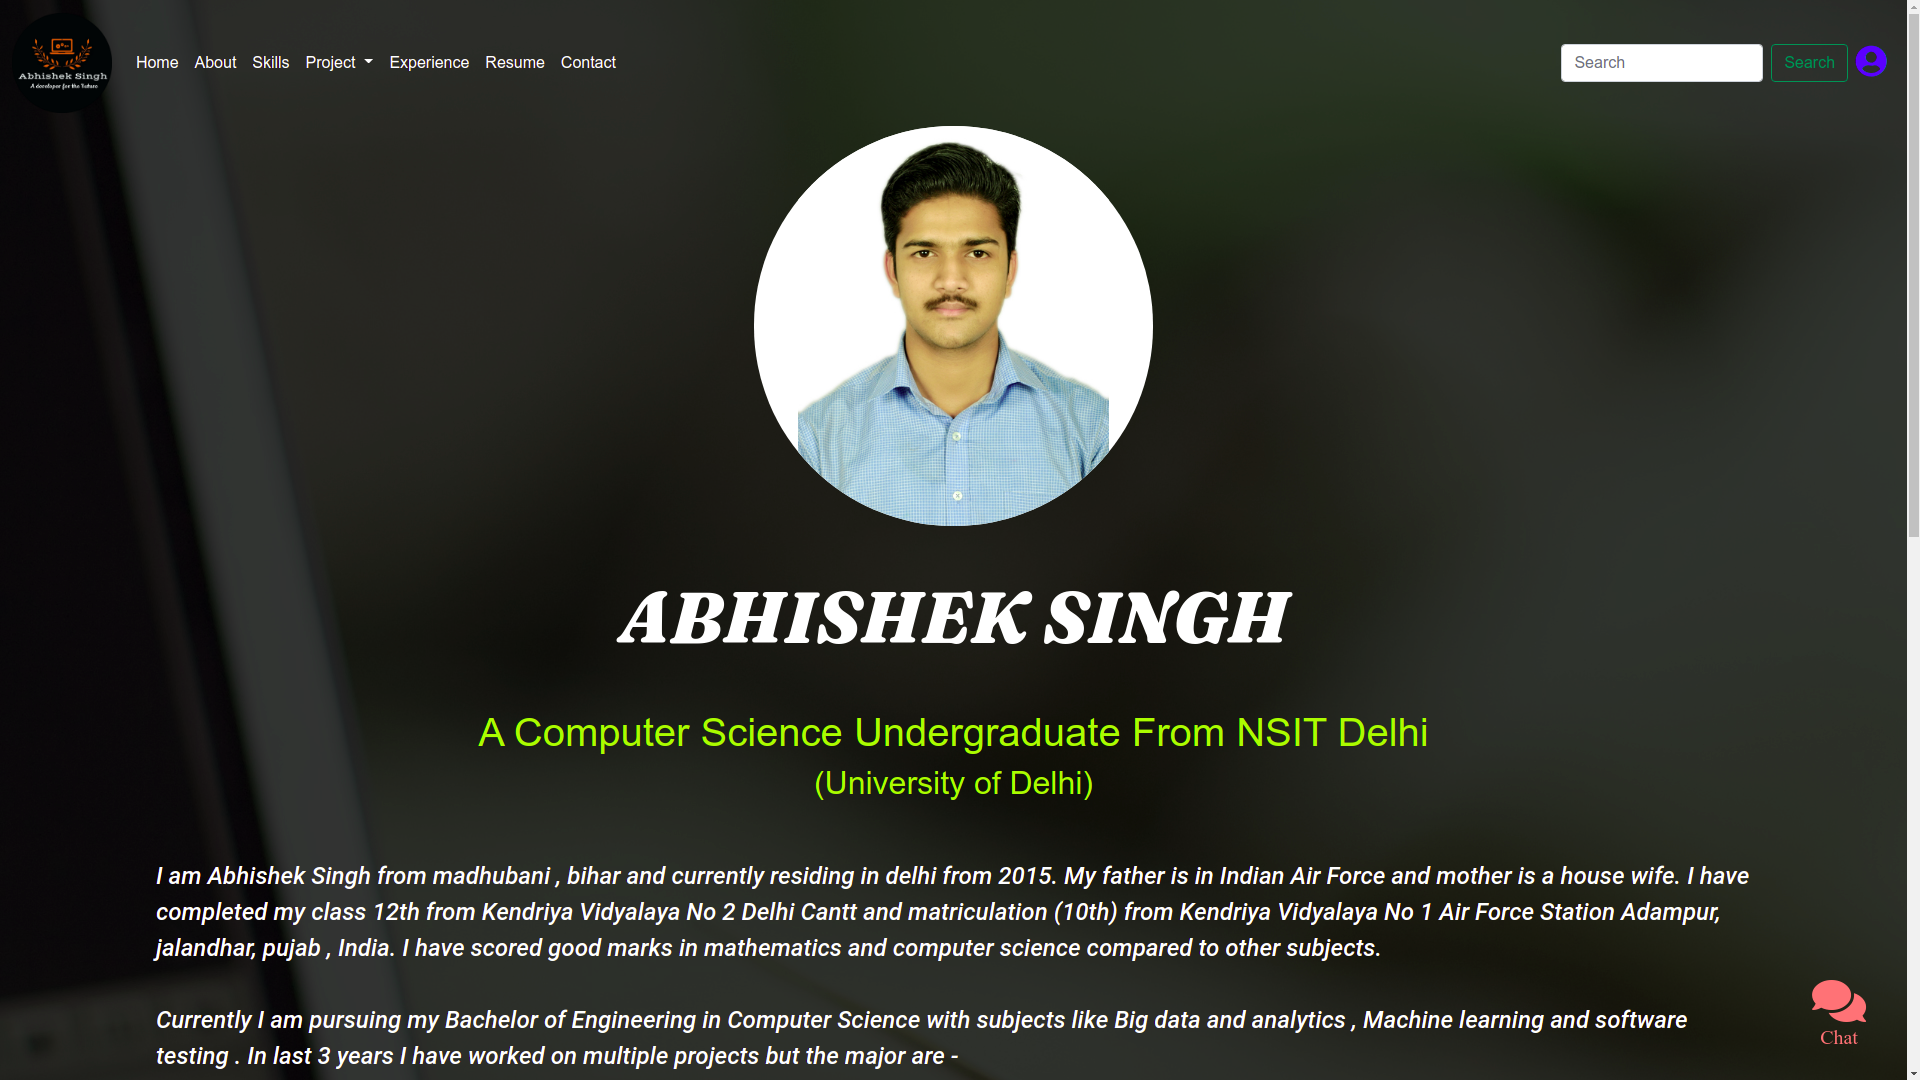 Abhishek Singh
A developer for the future
Home About Skills Project Experience Resume Contact
Search Search
ABHISHEK SINGH
A Computer Science Undergraduate From NSIT Delhi
(University of Delhi)
I am Abhishek Singh from madhubani , bihar and currently residing in delhi from 2015. My father is in Indian Air Force and mother is a house wife. I have
completed my class 12th from Kendriya Vidyalaya No 2 Delhi Cantt and matriculation (10th) from Kendriya Vidyalaya No 1 Air Force Station Adampur,
jalandhar, pujab , India. I have scored good marks in mathematics and computer science compared to other subjects.
Currently I am pursuing my Bachelor of Engineering in Computer Science with subjects like Big data and analytics , Machine learning and software
testing . In last 3 years I have worked on multiple projects but the major are -
Chat